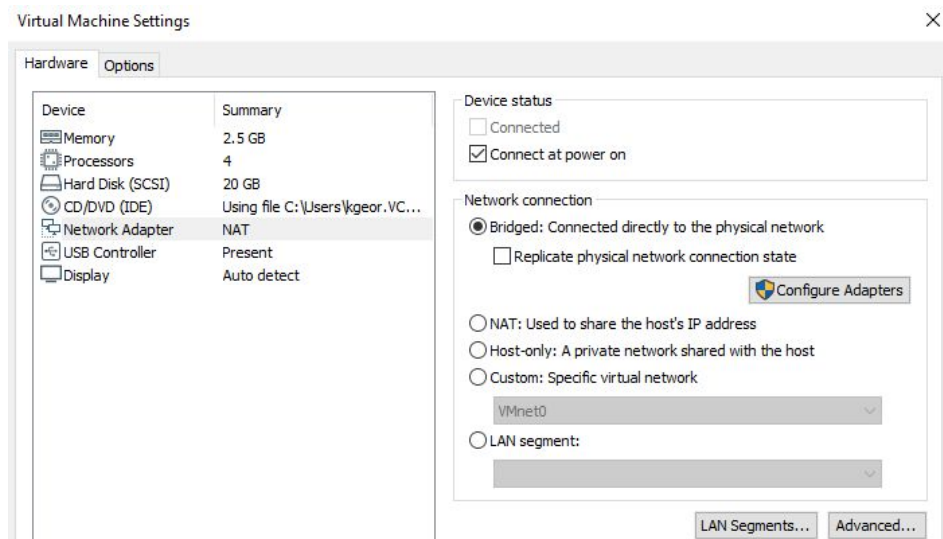 Virtual Machine Settings
Hardware Options
Device Summary
Memory 2.5 GB
Processors 4
Hard Disk (SCSI) 20 GB
CD/DVD (IDE) Using file C:\Users\kgeor.VC...
Network Adapter NAT
USB Controller Present
Display Auto detect
Device status
Connected
Connect at power on
Network connection
Bridged: Connected directly to the physical network
Replicate physical network connection state
Configure Adapters
NAT: Used to share the host's IP address
Host-only: A private network shared with the host
Custom: Specific virtual network
VMnet0
LAN segment:
LAN Segments... Advanced...